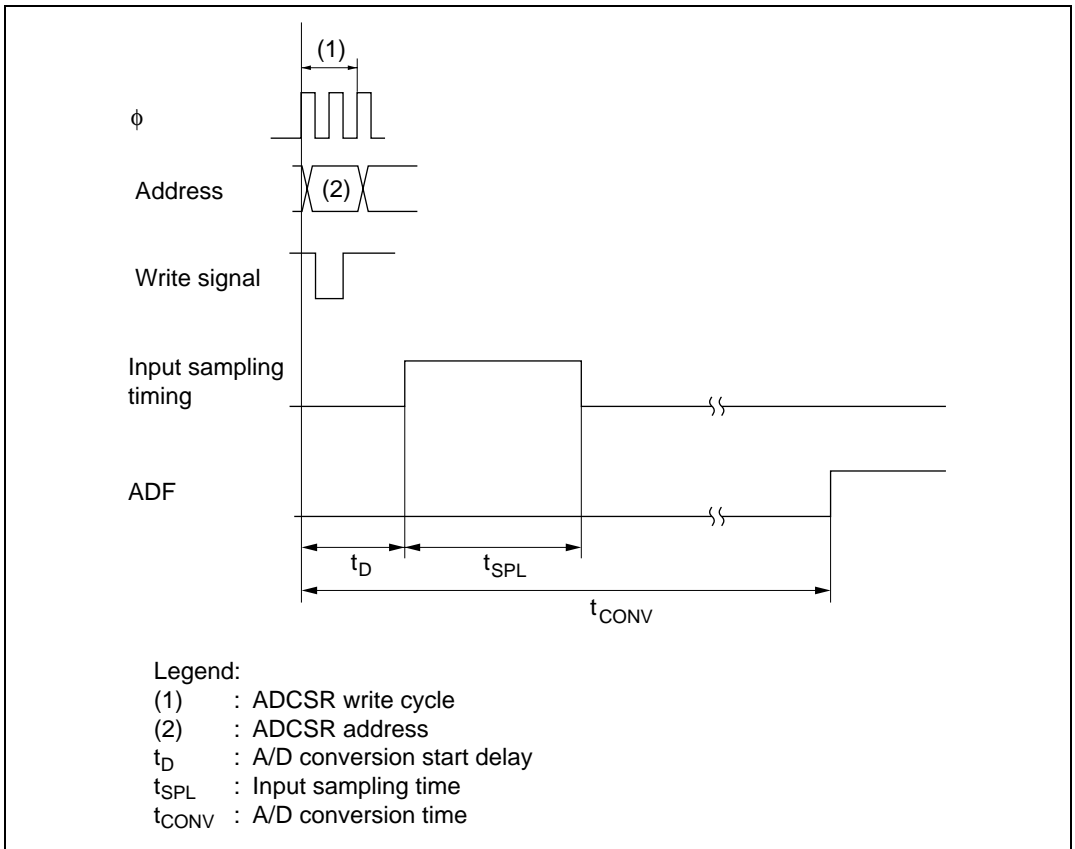 (1)
ϕ
Address
(2)
Write signal
Input sampling
timing
ADF
tD
tSPL
tCONV
Legend:
(1) : ADCSR write cycle
(2) : ADCSR address
tD : A/D conversion start delay
tSPL : Input sampling time
tCONV : A/D conversion time